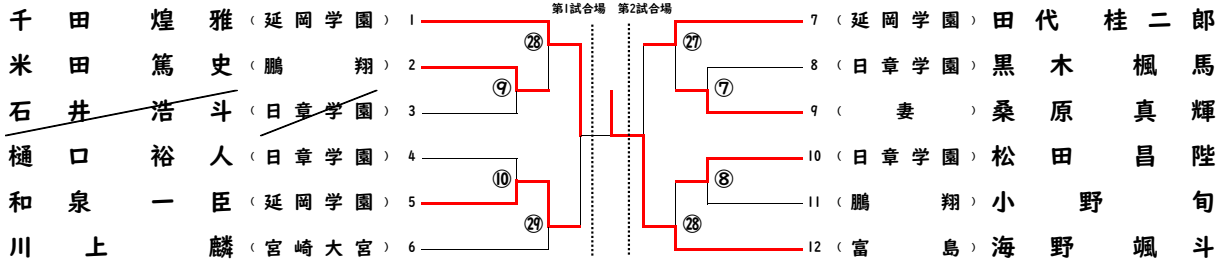 第1試合場 第2試合場
千田煌雅 (延岡学園) 1
米田篤史 (鵬翔) 2
石井浩斗 (日章学園) 3
樋口裕人 (日章学園) 4
和泉一臣 (延岡学園) 5
川上麟 (宮崎大宮) 6
㉘
⑨
⑩
㉙
㉗
⑦
⑧
㉘
7 (延岡学園) 田代桂二郎
8 (日章学園) 黒木楓馬
9 (妻)桑原真輝
10 (日章学園) 松田昌陛
11 (鵬翔) 小野旬
12 (富島) 海野颯斗